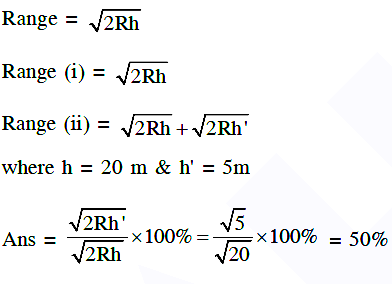 Range = √2Rh
Range (i) = √2Rh
Range (ii) = √2Rh + √2Rh'
where h = 20 m & h' = 5m
Ans = √2Rh' / √2Rh ×100% = √5 / √20 ×100% = 50%